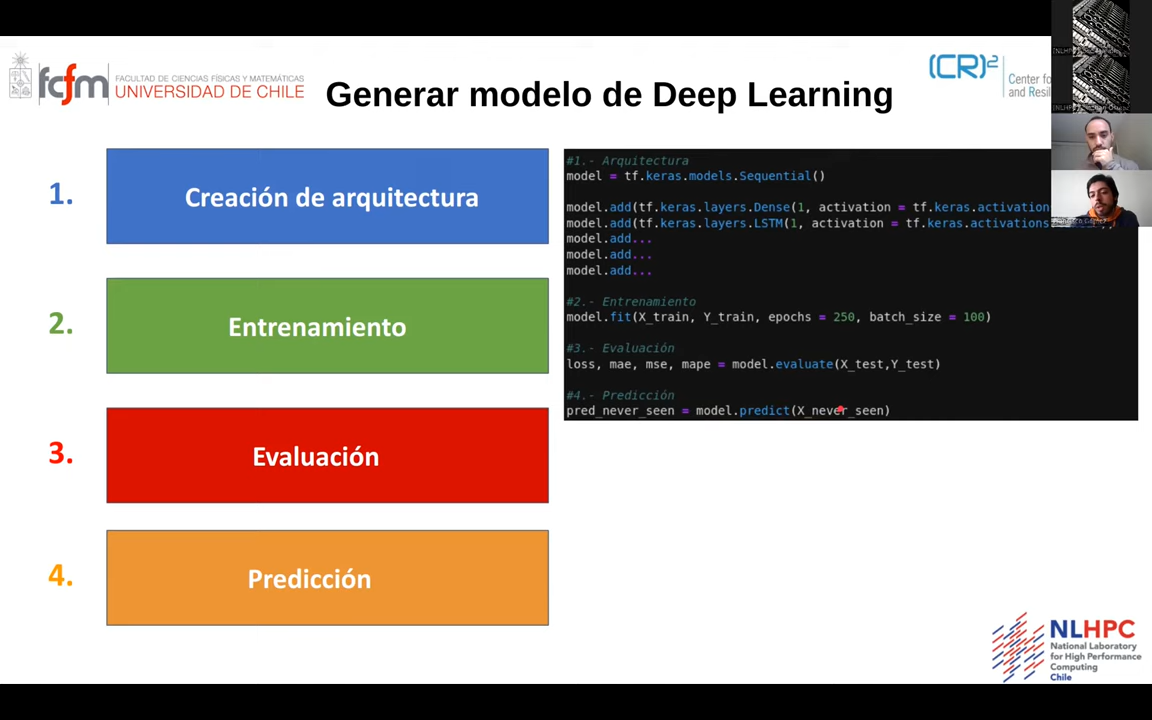 fcfm
FACULTAD DE CIENCIAS FÍSICAS Y MATEMÁTICAS
UNIVERSIDAD DE CHILE
Generar modelo de Deep Learning
(CR)²
Center for
and Resil
1.
Creación de arquitectura
2.
Entrenamiento
3.
Evaluación
4.
Predicción
#1.- Arquitectura
model = tf.keras.models.Sequential()
model.add(tf.keras.layers.Dense(1, activation = tf.keras.activations
model.add(tf.keras.layers.LSTM(1, activation = tf.keras.activations
model.add...
model.add...
model.add...
#2.- Entrenamiento
model.fit(X_train, Y_train, epochs = 250, batch_size = 100)
#3.- Evaluación
loss, mae, mse, mape = model.evaluate(X_test,Y_test)
#4.- Predicción
pred_never_seen = model.predict(X_never_seen)
NLHPC
National Laboratory
for High Performance
Computing
Chile